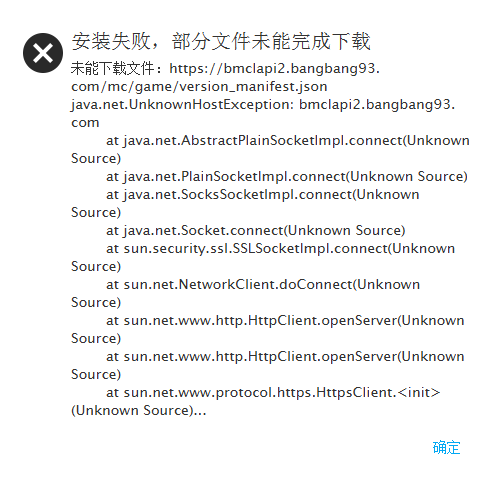 安装失败，部分文件未能完成下载
未能下载文件：https://bmclapi2.bangbang93.
com/mc/game/version_manifest.json
java.net.UnknownHostException: bmclapi2.bangbang93.
com
at java.net.AbstractPlainSocketImpl.connect(Unknown
Source)
at java.net.PlainSocketImpl.connect(Unknown Source)
at java.net.SocksSocketImpl.connect(Unknown
Source)
at java.net.Socket.connect(Unknown Source)
at sun.security.ssl.SSLSocketImpl.connect(Unknown
Source)
at sun.net.NetworkClient.doConnect(Unknown
Source)
at sun.net.www.http.HttpClient.openServer(Unknown
Source)
at sun.net.www.http.HttpClient.openServer(Unknown
Source)
at sun.net.www.protocol.https.HttpsClient.<init>
(Unknown Source)...
确定